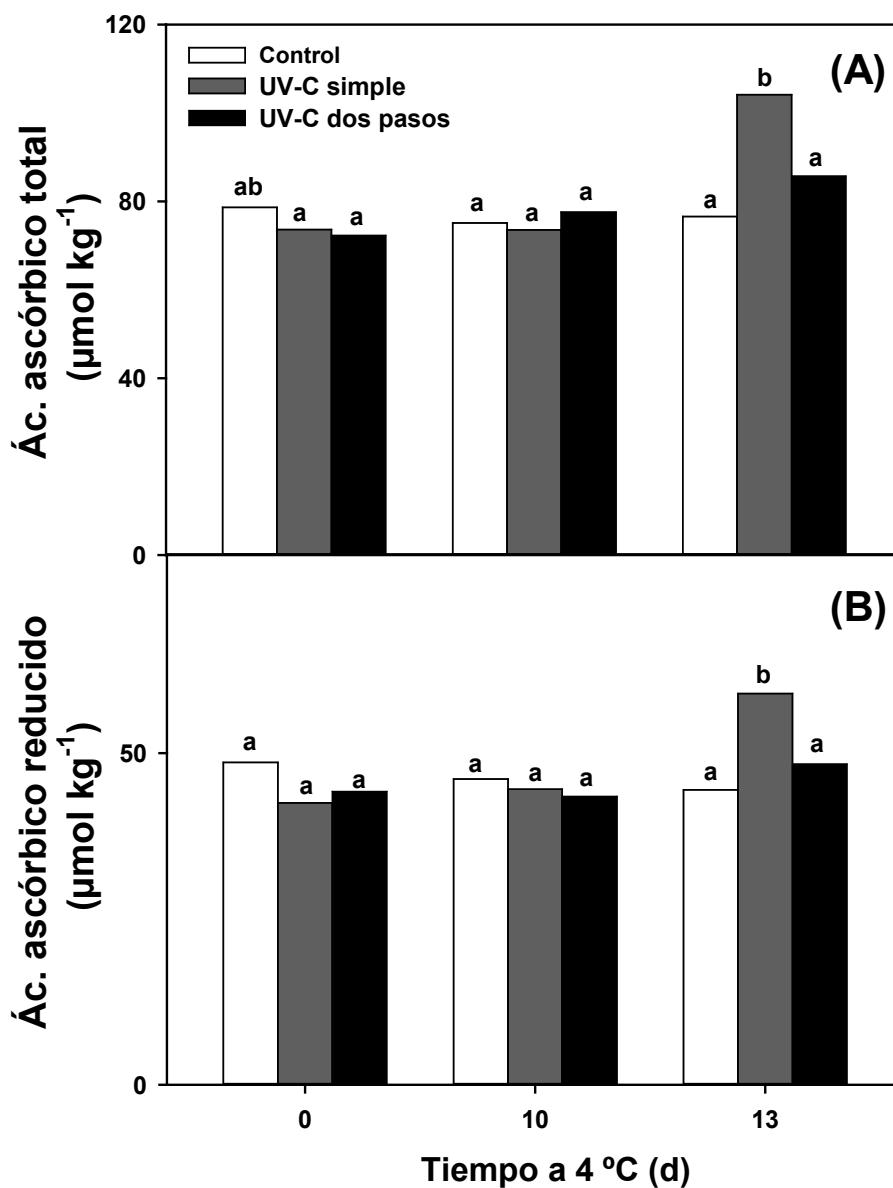 120
Control
UV-C simple
UV-C dos pasos
(A)
b
a
a
ab
a
a
a
a
a
80
40
0
Ác. ascórbico total
(µmol kg⁻¹)
(B)
b
a
a
a
a
a
a
a
a
50
0
Ác. ascórbico reducido
(µmol kg⁻¹)
0 10 13
Tiempo a 4 ºC (d)